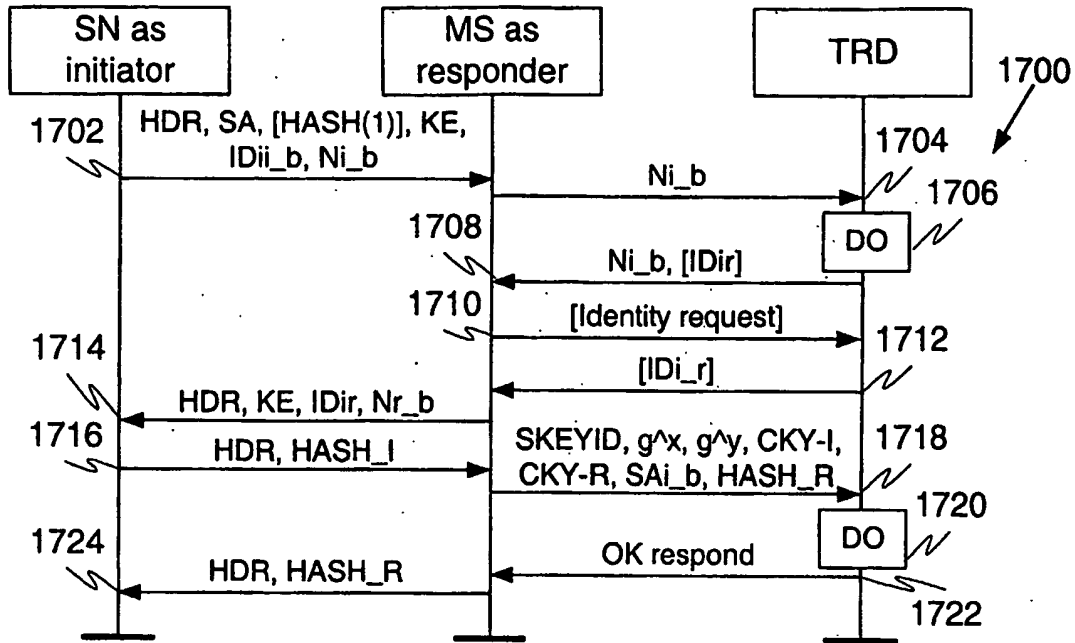 SN as
initiator
MS as
responder
TRD
1700
1702
HDR, SA, [HASH(1)], KE,
IDii_b, Ni_b
1704
Ni_b
1706
DO
1708
Ni_b, [IDir]
1710
[Identity request]
1712
[IDi_r]
1714
HDR, KE, IDir, Nr_b
1716
HDR, HASH_I
SKEYID, g^x, g^y, CKY-I,
CKY-R, SAi_b, HASH_R
1718
1720
DO
OK respond
1722
1724
HDR, HASH_R